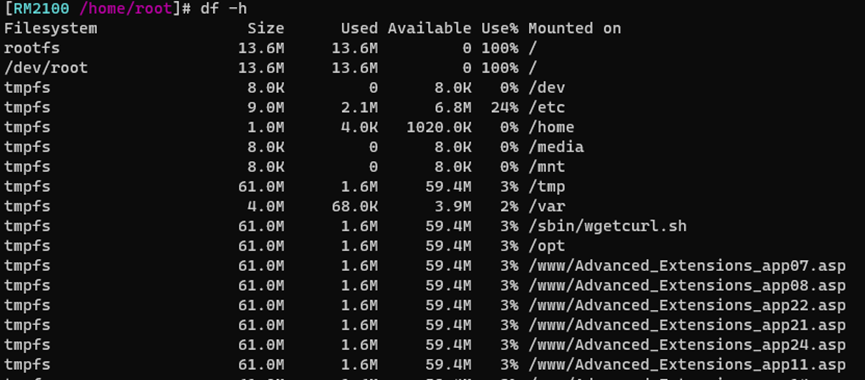 [RM2100 /home/root]# df -h
Filesystem Size Used Available Use% Mounted on
rootfs 13.6M 13.6M 0 100% /
/dev/root 13.6M 13.6M 0 100% /
tmpfs 8.0K 0 8.0K 0% /dev
tmpfs 9.0M 2.1M 6.8M 24% /etc
tmpfs 1.0M 4.0K 1020.0K 0% /home
tmpfs 8.0K 0 8.0K 0% /media
tmpfs 8.0K 0 8.0K 0% /mnt
tmpfs 61.0M 1.6M 59.4M 3% /tmp
tmpfs 4.0M 68.0K 3.9M 2% /var
tmpfs 61.0M 1.6M 59.4M 3% /sbin/wgetcurl.sh
tmpfs 61.0M 1.6M 59.4M 3% /opt
tmpfs 61.0M 1.6M 59.4M 3% /www/Advanced_Extensions_app07.asp
tmpfs 61.0M 1.6M 59.4M 3% /www/Advanced_Extensions_app08.asp
tmpfs 61.0M 1.6M 59.4M 3% /www/Advanced_Extensions_app22.asp
tmpfs 61.0M 1.6M 59.4M 3% /www/Advanced_Extensions_app21.asp
tmpfs 61.0M 1.6M 59.4M 3% /www/Advanced_Extensions_app24.asp
tmpfs 61.0M 1.6M 59.4M 3% /www/Advanced_Extensions_app11.asp